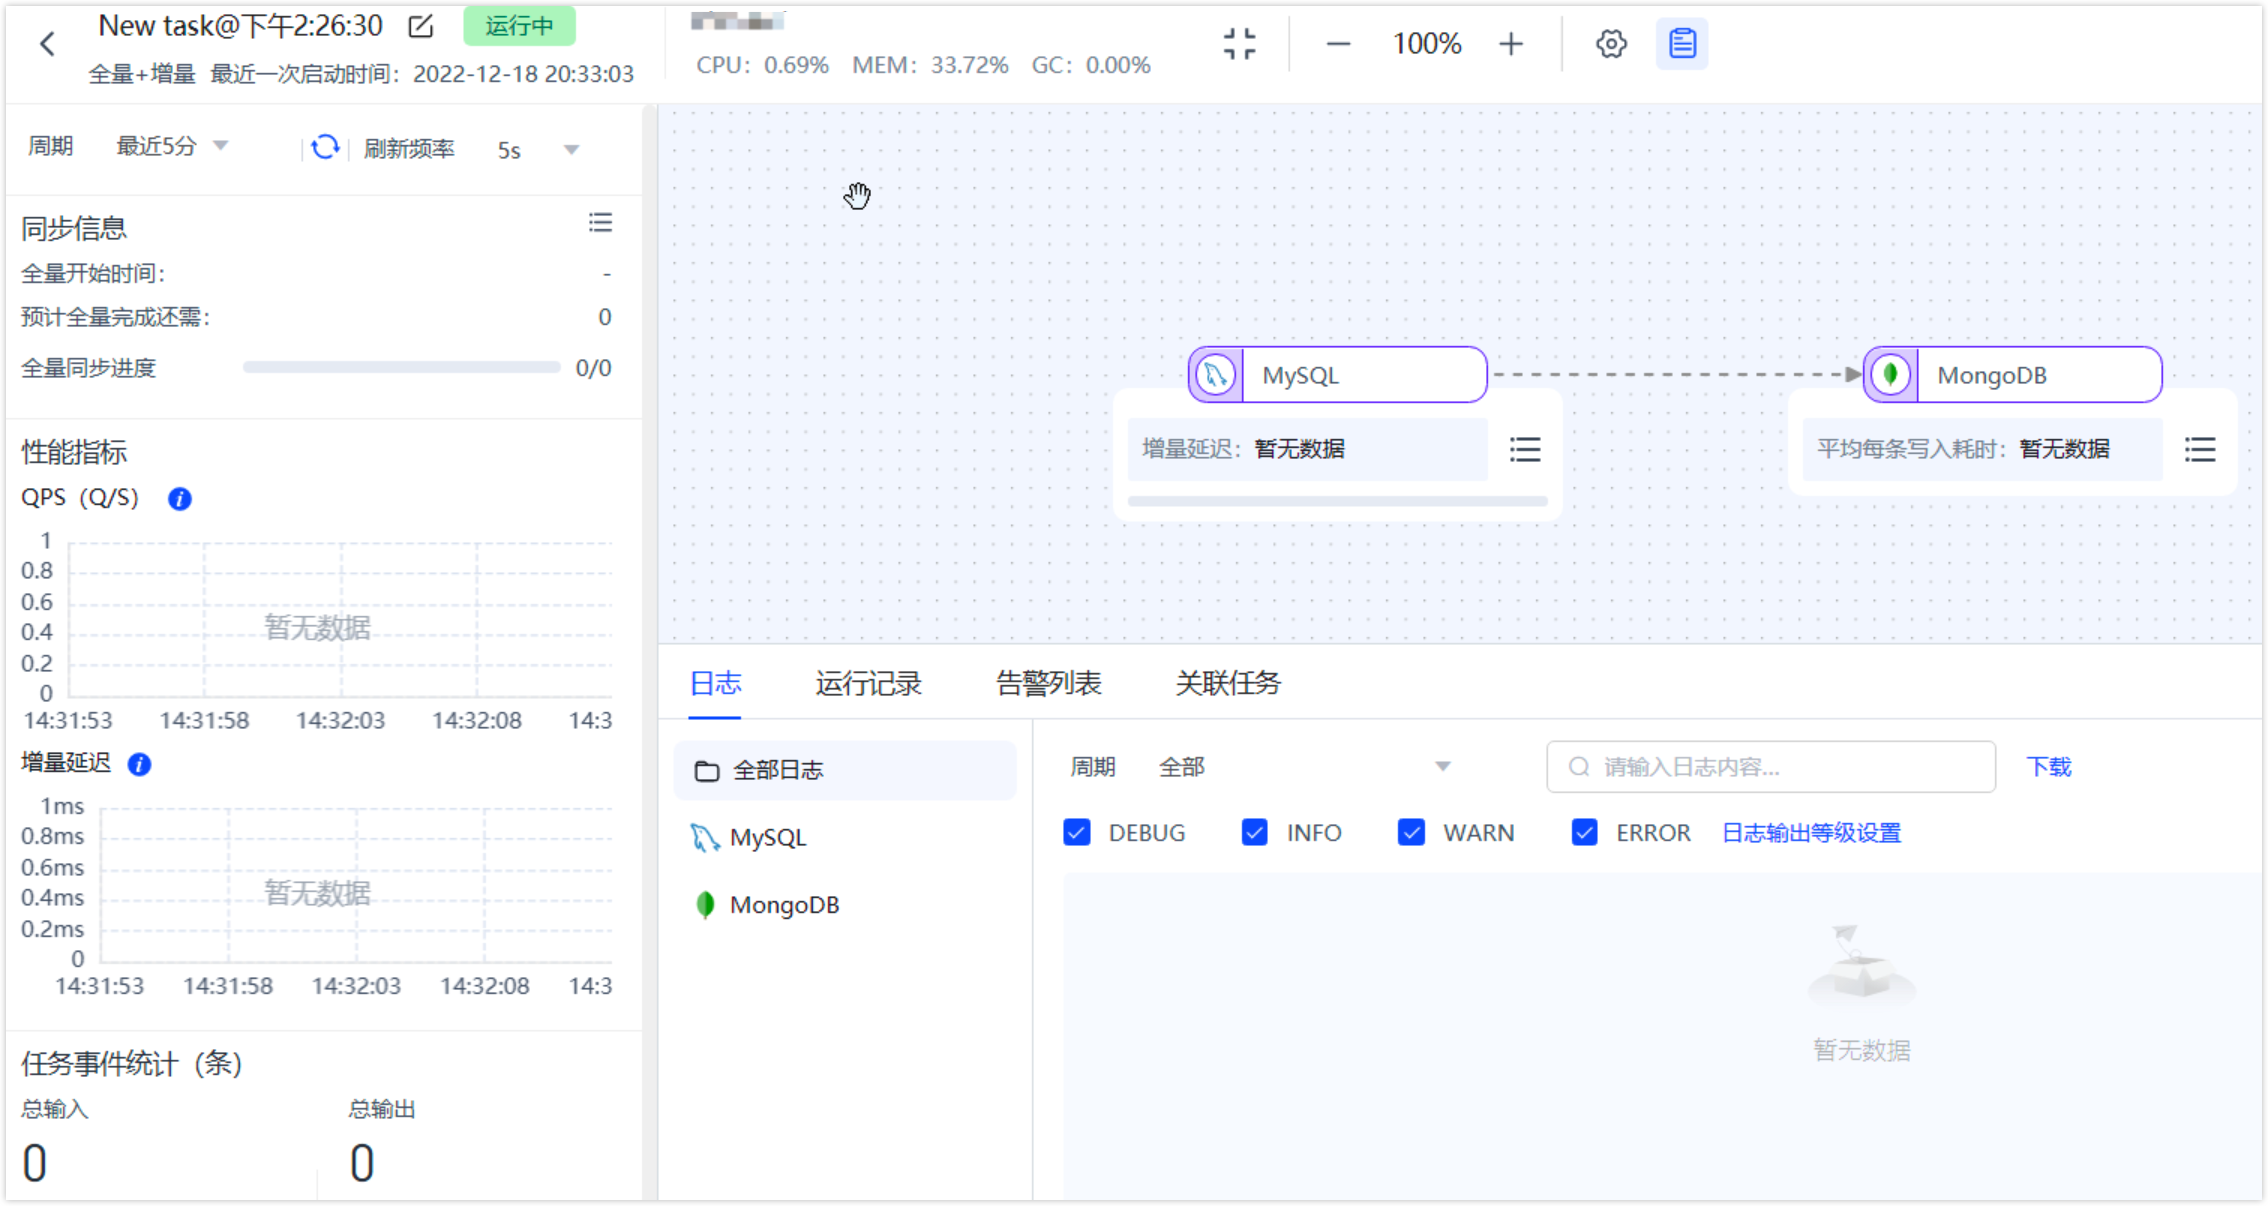 New task@下午2:26:30 运行中
全量+增量 最近一次启动时间：2022-12-18 20:33:03
CPU：0.69% MEM：33.72% GC：0.00%
100%
周期 最近5分 刷新频率 5s
同步信息
全量开始时间： -
预计全量完成还需： 0
全量同步进度 0/0
性能指标
QPS（Q/S）
1
0.8
0.6
0.4
0.2
0
暂无数据
14:31:53 14:31:58 14:32:03 14:32:08 14:3
增量延迟
1ms
0.8ms
0.6ms
0.4ms
0.2ms
0
暂无数据
14:31:53 14:31:58 14:32:03 14:32:08 14:3
任务事件统计（条）
总输入 总输出
0 0
MySQL
增量延迟：暂无数据
MongoDB
平均每条写入耗时：暂无数据
日志 运行记录 告警列表 关联任务
全部日志
MySQL
MongoDB
周期 全部 请输入日志内容... 下载
DEBUG INFO WARN ERROR 日志输出等级设置
暂无数据